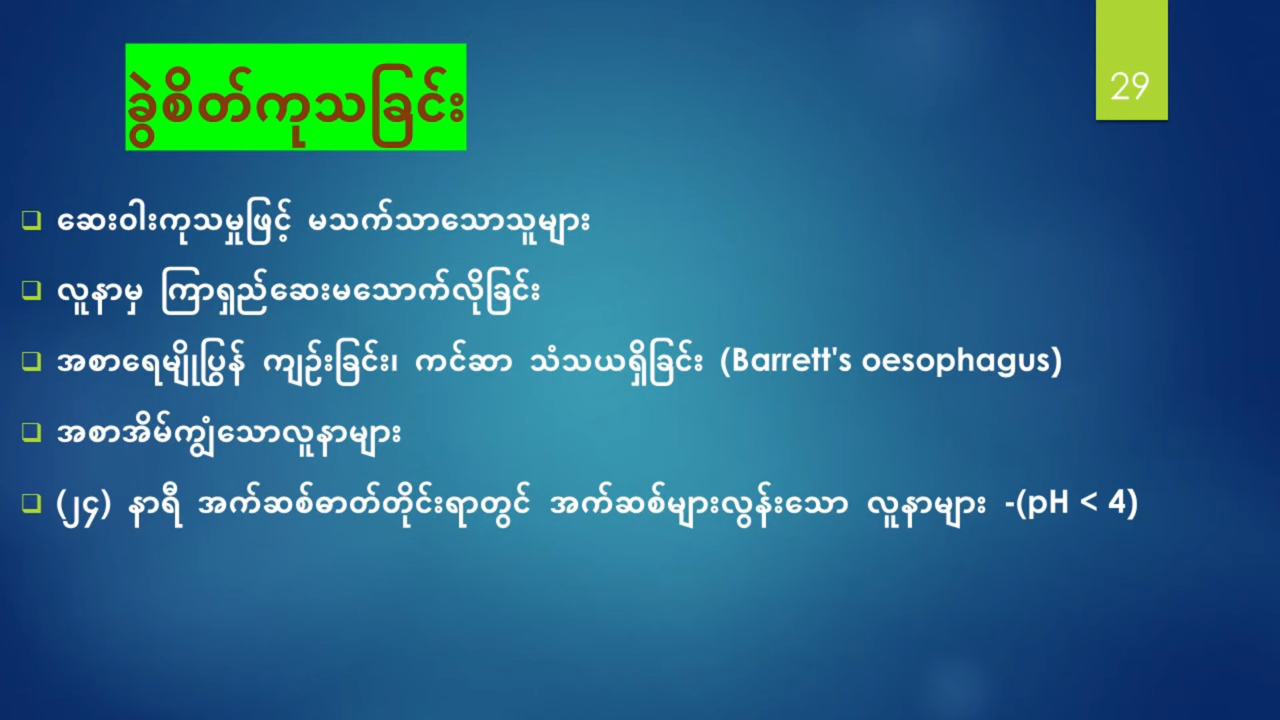 ခွဲစိတ်ကုသခြင်း
29
ဆေးဝါးကုသမှုဖြင့် မသက်သာသောသူများ
လူနာမှ ကြာရှည်ဆေးမသောက်လိုခြင်း
အစာရေမျိုပြွန် ကျဉ်းခြင်း၊ ကင်ဆာ သံသယရှိခြင်း (Barrett's oesophagus)
အစာအိမ်ကျွံသောလူနာများ
(၂၄) နာရီ အက်ဆစ်ဓာတ်တိုင်းရာတွင် အက်ဆစ်များလွန်းသော လူနာများ -(pH < 4)